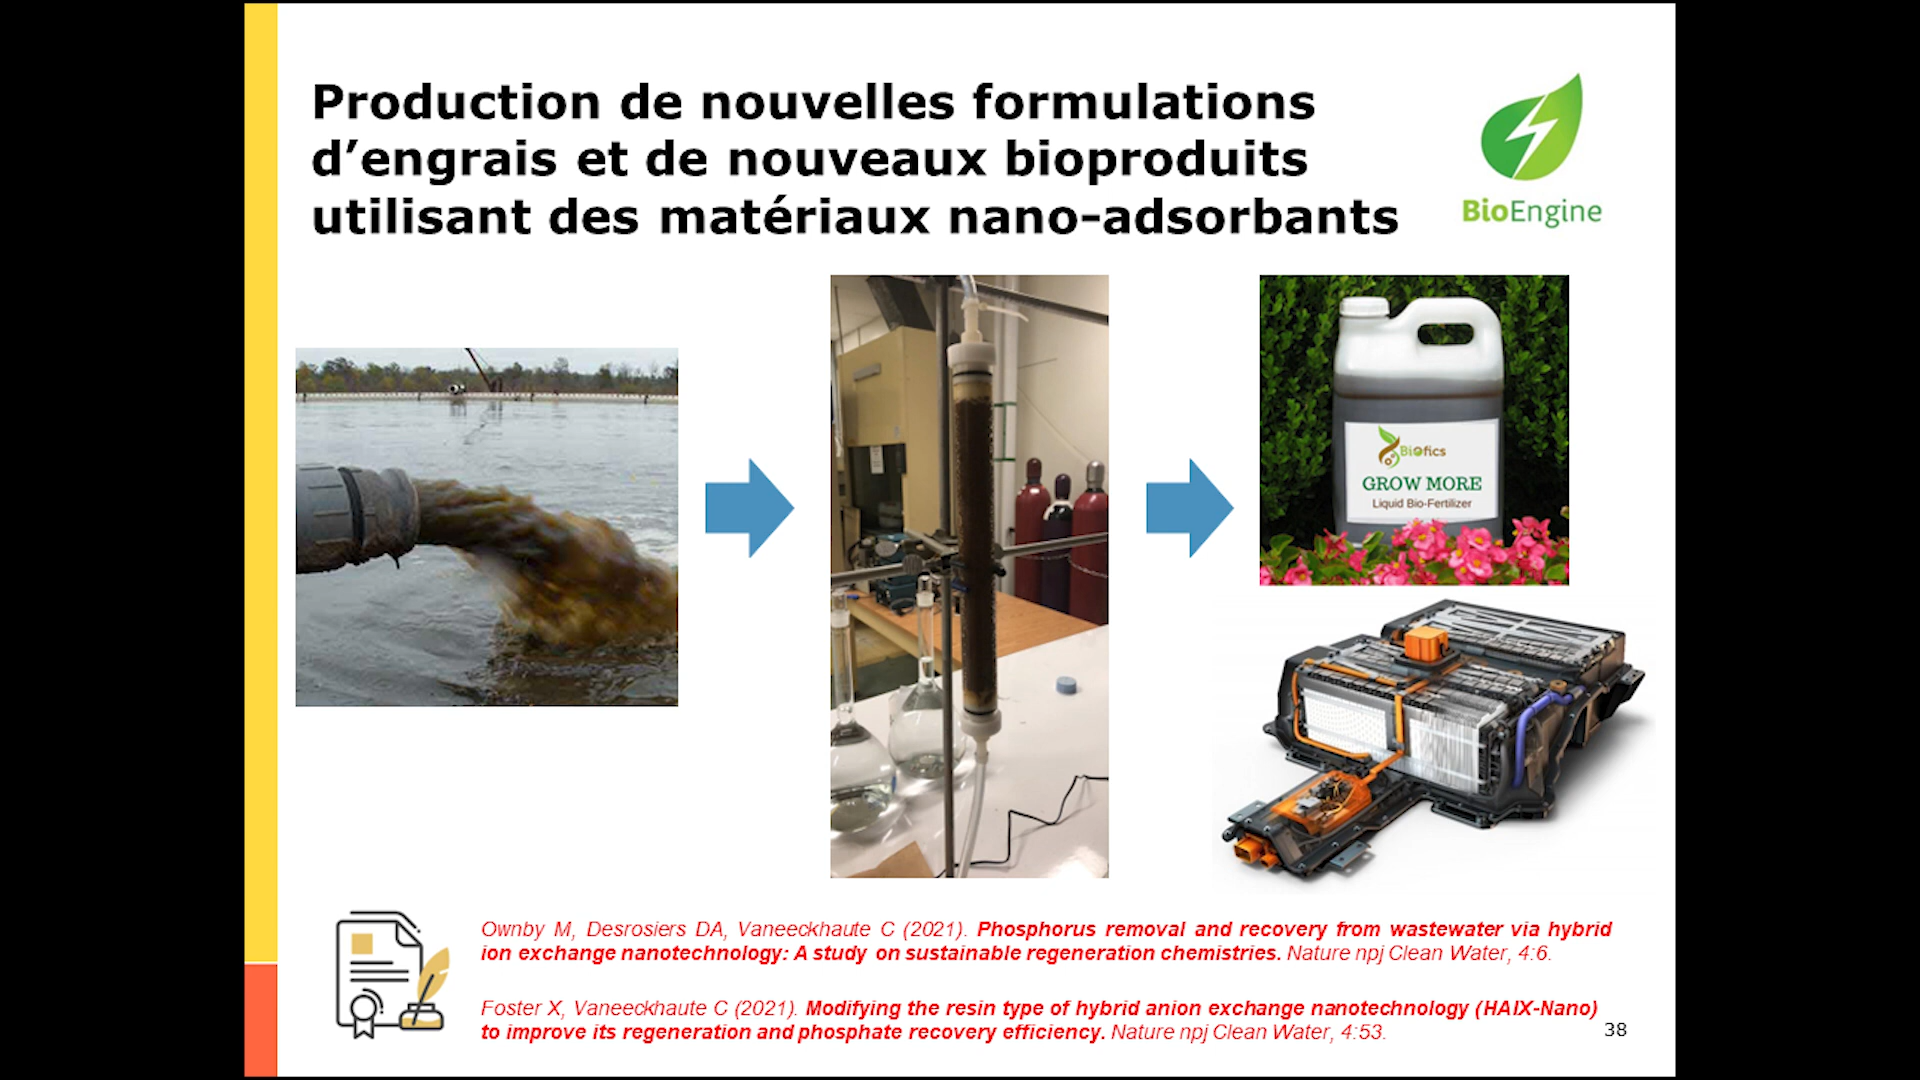 Production de nouvelles formulations
d’engrais et de nouveaux bioproduits
utilisant des matériaux nano-adsorbants
BioEngine
Biofics
GROW MORE
Liquid Bio-Fertilizer
Ownby M, Desrosiers DA, Vaneeckhaute C (2021). Phosphorus removal and recovery from wastewater via hybrid
ion exchange nanotechnology: A study on sustainable regeneration chemistries. Nature npj Clean Water, 4:6.
Foster X, Vaneeckhaute C (2021). Modifying the resin type of hybrid anion exchange nanotechnology (HAIX-Nano)
to improve its regeneration and phosphate recovery efficiency. Nature npj Clean Water, 4:53.
38